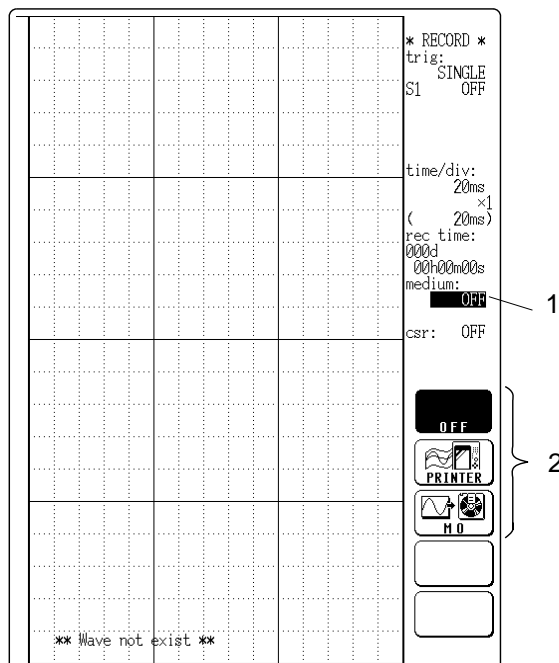 * RECORD *
trig:
SINGLE
S1 OFF
time/div:
20ms
×1
( 20ms)
rec time:
000d
00h00m00s
medium:
OFF
1
csr: OFF
OFF
2
PRINTER
MO
** Wave not exist **